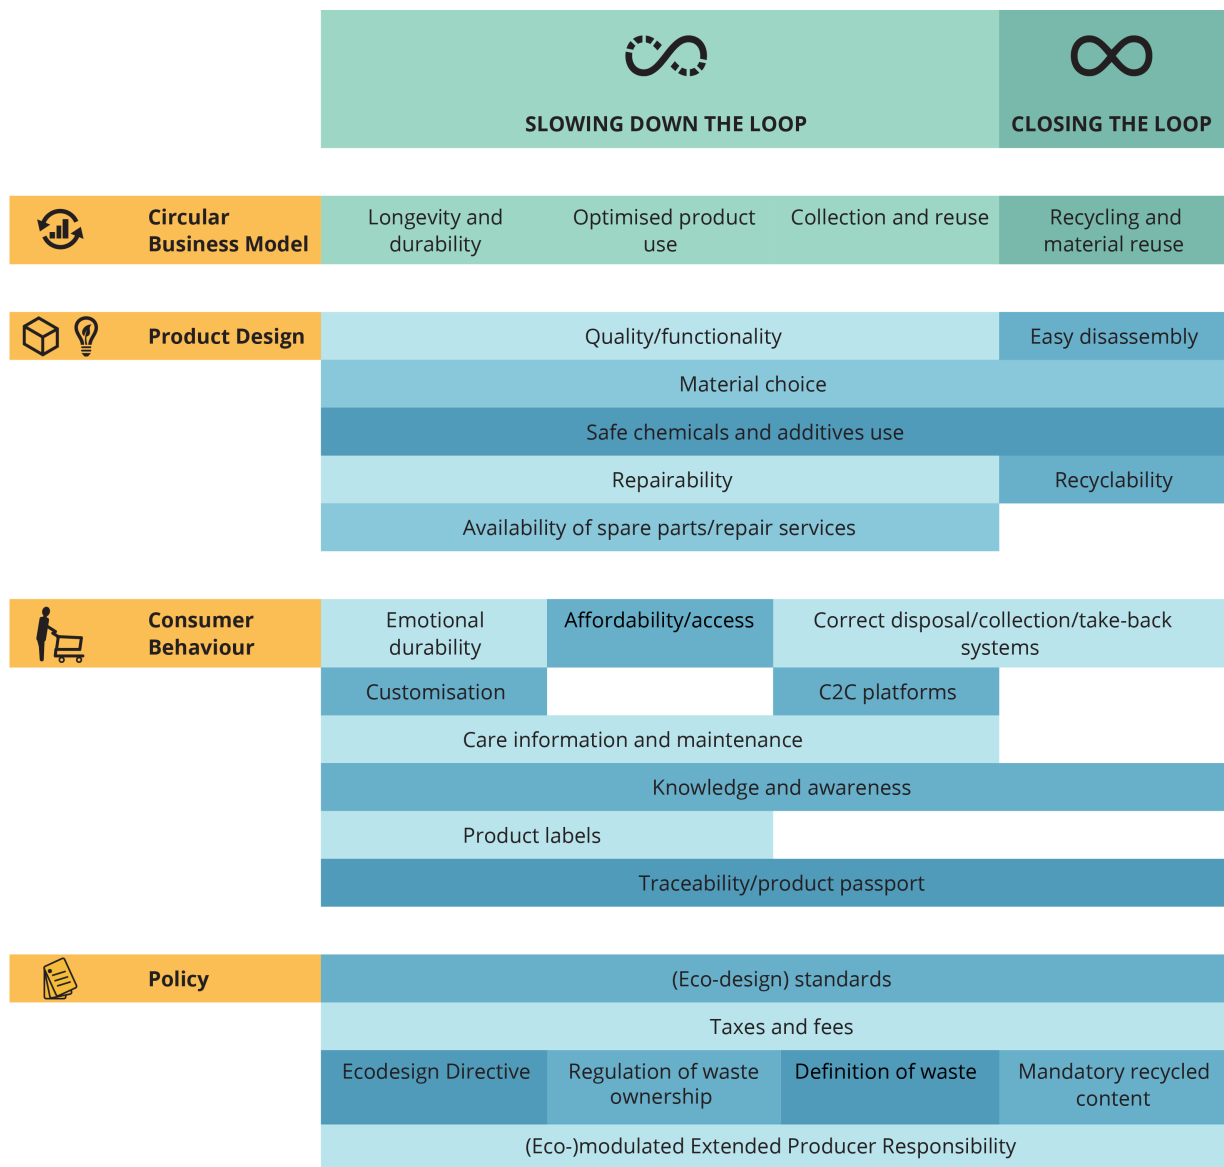 SLOWING DOWN THE LOOP
CLOSING THE LOOP
Circular
Business Model
Longevity and
durability
Optimised product
use
Collection and reuse
Recycling and
material reuse
Product Design
Quality/functionality
Easy disassembly
Material choice
Safe chemicals and additives use
Repairability
Recyclability
Availability of spare parts/repair services
Consumer
Behaviour
Emotional
durability
Affordability/access
Correct disposal/collection/take-back
systems
Customisation
C2C platforms
Care information and maintenance
Knowledge and awareness
Product labels
Traceability/product passport
Policy
(Eco-design) standards
Taxes and fees
Ecodesign Directive
Regulation of waste
ownership
Definition of waste
Mandatory recycled
content
(Eco-)modulated Extended Producer Responsibility